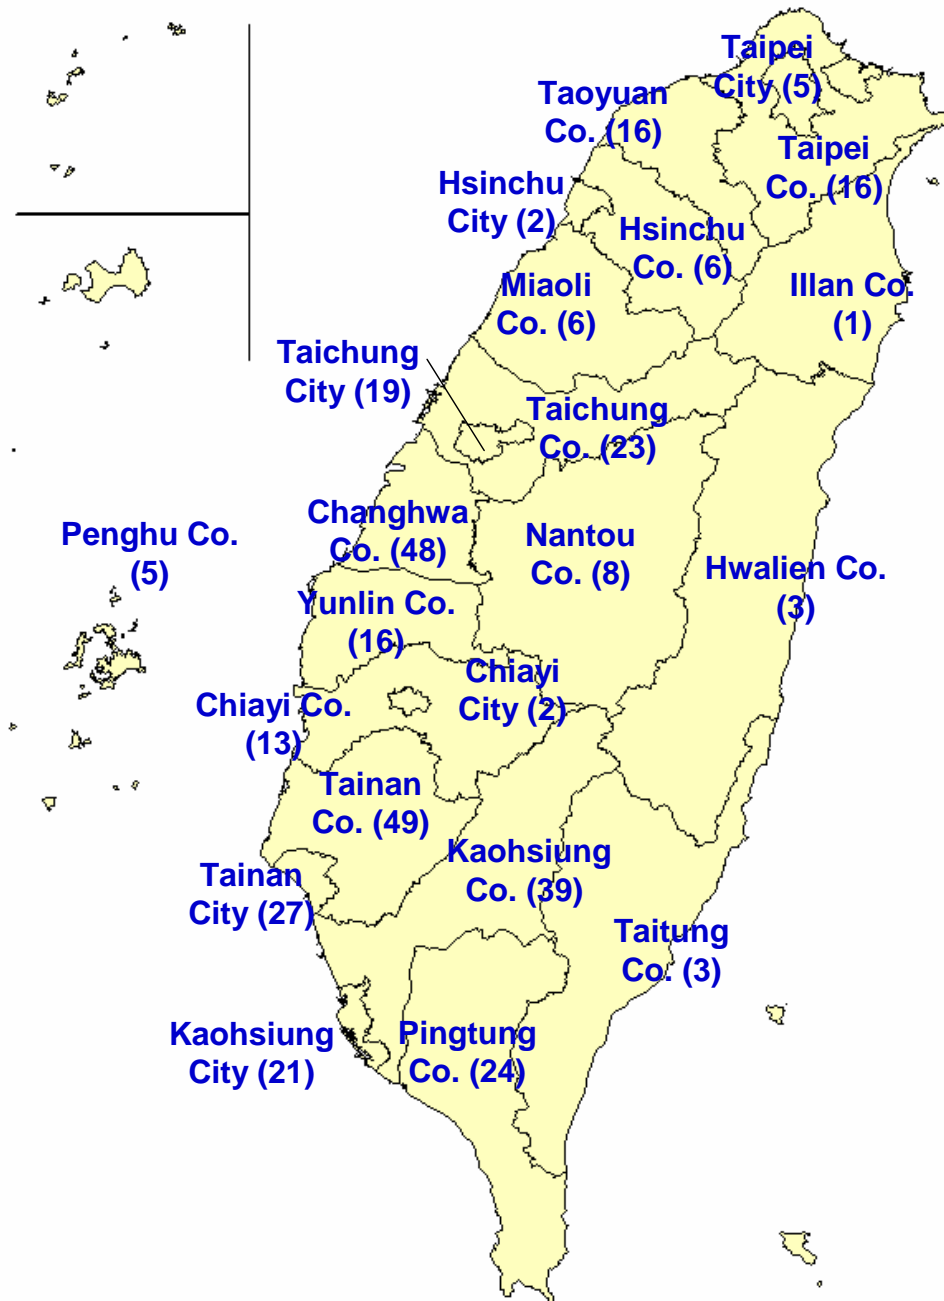 Taipei
City (5)
Taoyuan
Co. (16)
Taipei
Co. (16)
Hsinchu
City (2)
Hsinchu
Co. (6)
Miaoli
Co. (6)
Illan Co.
(1)
Taichung
City (19)
Taichung
Co. (23)
Changhwa
Co. (48)
Penghu Co.
(5)
Nantou
Co. (8)
Hwalien Co.
(3)
Yunlin Co.
(16)
Chiayi
City (2)
Chiayi Co.
(13)
Tainan
Co. (49)
Kaohsiung
Co. (39)
Tainan
City (27)
Taitung
Co. (3)
Kaohsiung
City (21)
Pingtung
Co. (24)